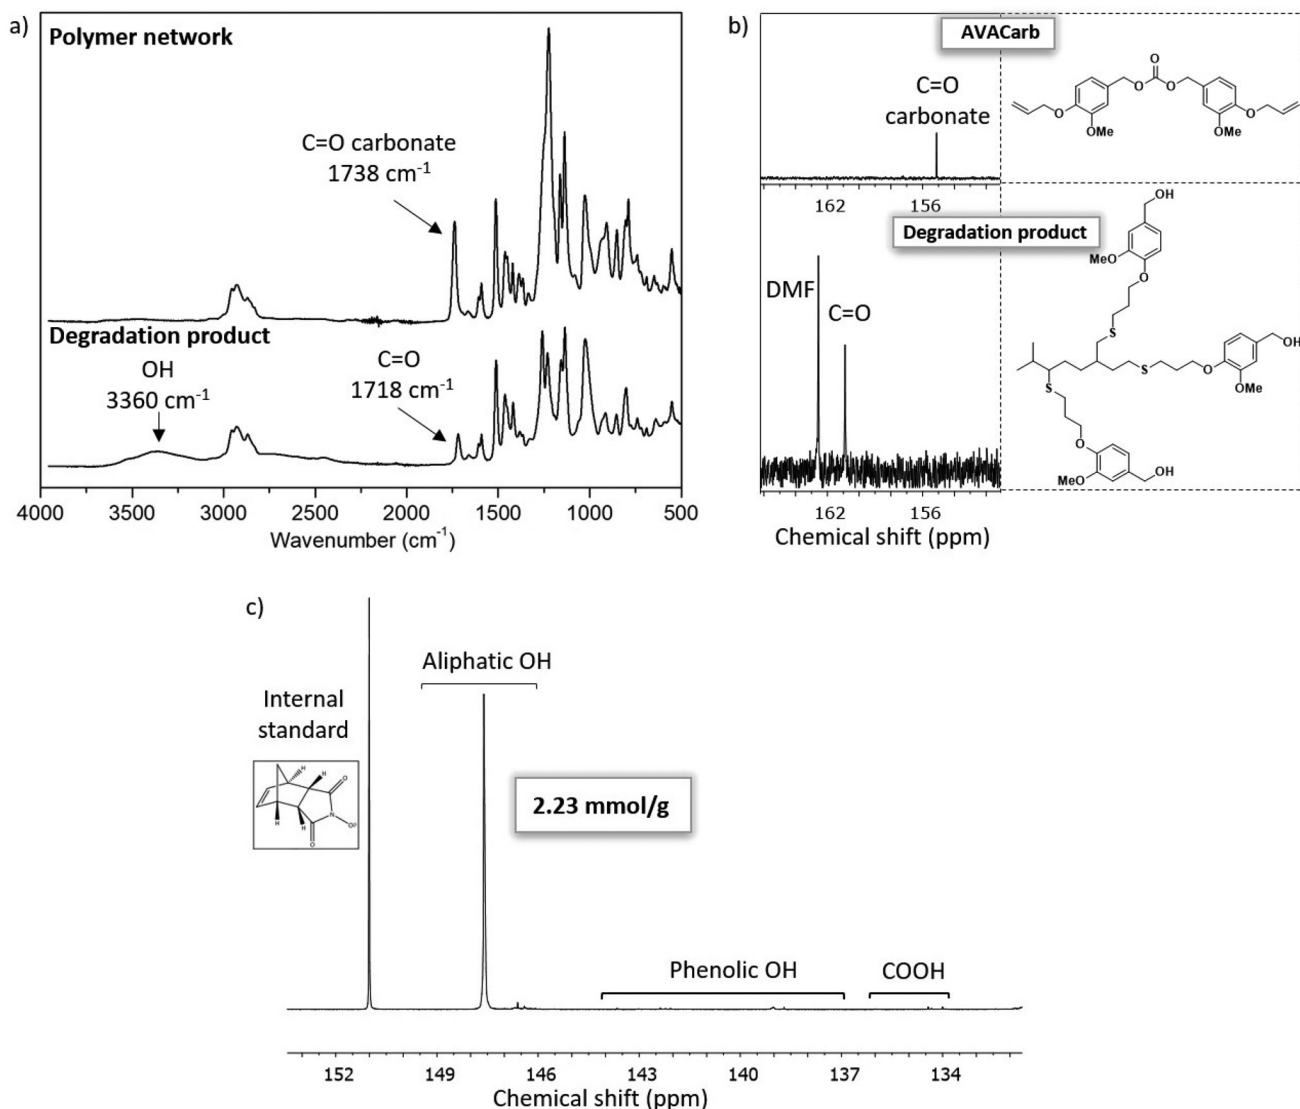 a)
Polymer network
C=O carbonate
1738 cm-1
Degradation product
OH
3360 cm-1
C=O
1718 cm-1
4000 3500 3000 2500 2000 1500 1000 500
Wavenumber (cm-1)
b)
AVACarb
C=O
carbonate
O
O O
O O
OMe OMe
162 156
Degradation product
OH
MeO
O
DMF
C=O
S
OH
S O
OMe
S
O
MeO OH
162 156
Chemical shift (ppm)
c)
Aliphatic OH
Internal
standard
H H O
N
H H O
2.23 mmol/g
Phenolic OH
COOH
152 149 146 143 140 137 134
Chemical shift (ppm)